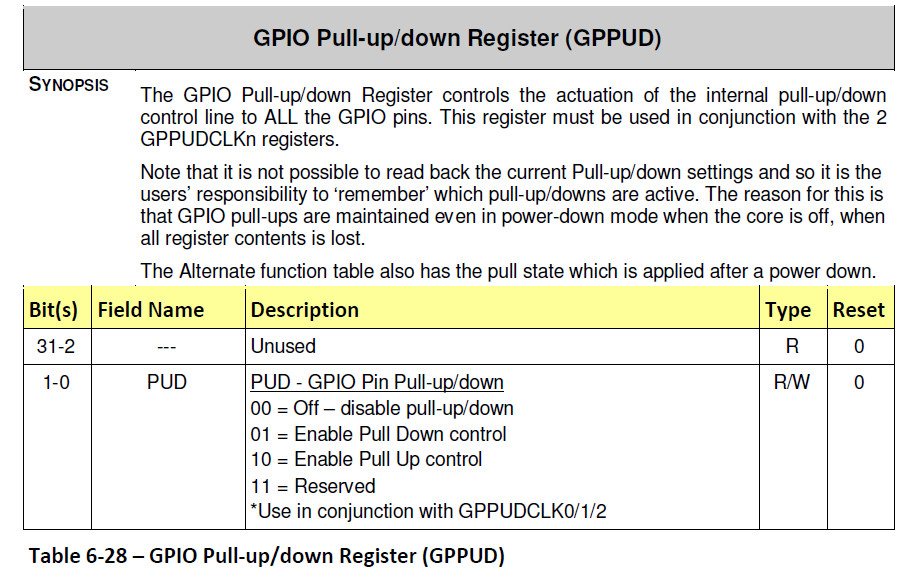 GPIO Pull-up/down Register (GPPUD)
SYNOPSIS
The GPIO Pull-up/down Register controls the actuation of the internal pull-up/down
control line to ALL the GPIO pins. This register must be used in conjunction with the 2
GPPUDCLKn registers.
Note that it is not possible to read back the current Pull-up/down settings and so it is the
users’ responsibility to ‘remember’ which pull-up/downs are active. The reason for this is
that GPIO pull-ups are maintained even in power-down mode when the core is off, when
all register contents is lost.
The Alternate function table also has the pull state which is applied after a power down.
Bit(s) Field Name Description Type Reset
31-2 --- Unused R 0
1-0 PUD PUD - GPIO Pin Pull-up/down R/W 0
00 = Off – disable pull-up/down
01 = Enable Pull Down control
10 = Enable Pull Up control
11 = Reserved
*Use in conjunction with GPPUDCLK0/1/2
Table 6-28 – GPIO Pull-up/down Register (GPPUD)